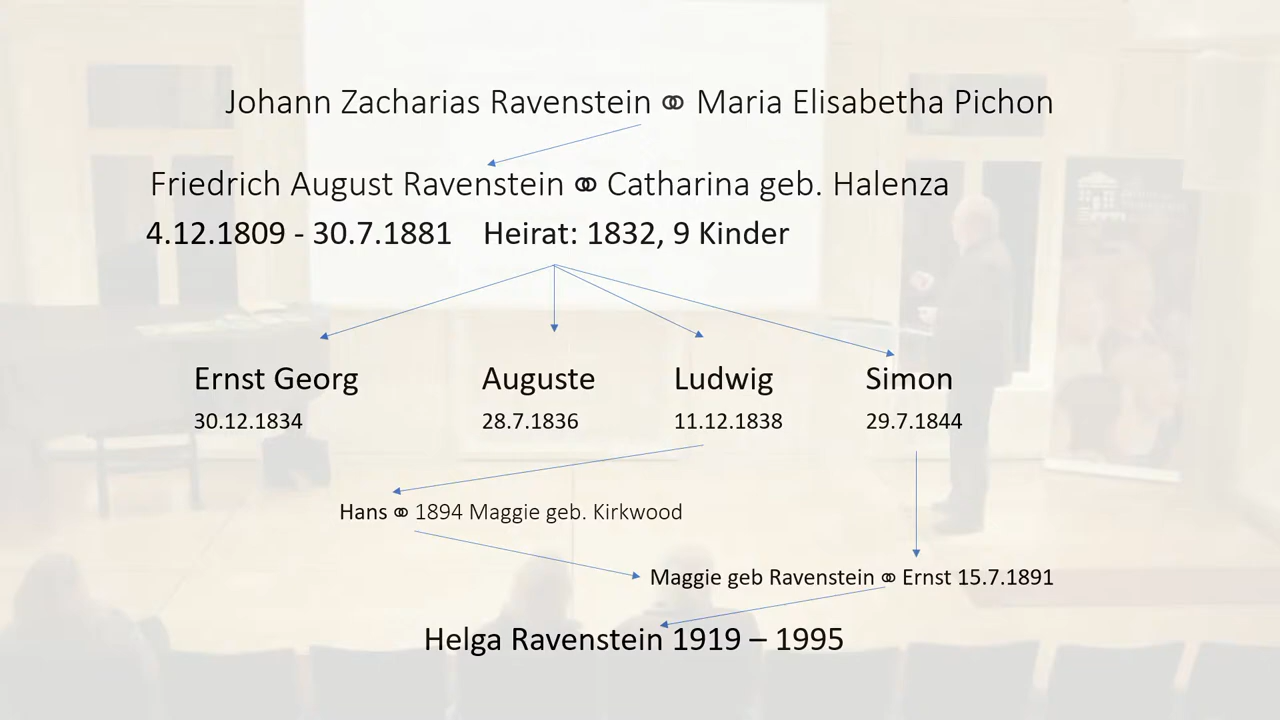 Johann Zacharias Ravenstein ⚭ Maria Elisabetha Pichon
Friedrich August Ravenstein ⚭ Catharina geb. Halenza
4.12.1809 - 30.7.1881 Heirat: 1832, 9 Kinder
Ernst Georg Auguste Ludwig Simon
30.12.1834 28.7.1836 11.12.1838 29.7.1844
Hans ⚭ 1894 Maggie geb. Kirkwood
Maggie geb Ravenstein ⚭ Ernst 15.7.1891
Helga Ravenstein 1919 – 1995